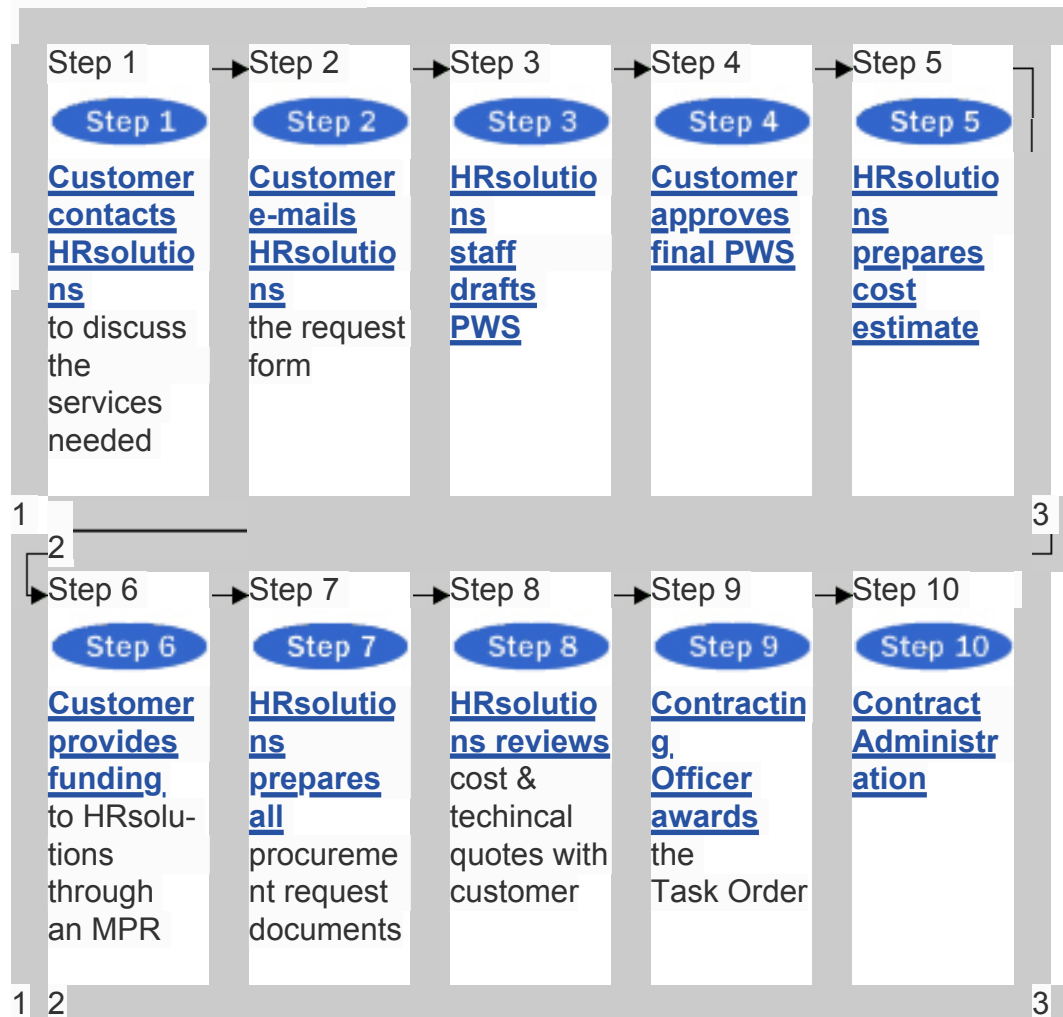 Step 1
Step 1
Customer
contacts
HRsolutio
ns
to discuss
the
services
needed
Step 2
Step 2
Customer
e-mails
HRsolutio
ns
the request
form
Step 3
Step 3
HRsolutio
ns
staff
drafts
PWS
Step 4
Step 4
Customer
approves
final PWS
Step 5
Step 5
HRsolutio
ns
prepares
cost
estimate
1
2
3
Step 6
Step 6
Customer
provides
funding
to HRsolu-
tions
through
an MPR
Step 7
Step 7
HRsolutio
ns
prepares
all
procureme
nt request
documents
Step 8
Step 8
HRsolutio
ns reviews
cost &
techincal
quotes with
customer
Step 9
Step 9
Contractin
g
Officer
awards
the
Task Order
Step 10
Step 10
Contract
Administr
ation
1
2
3